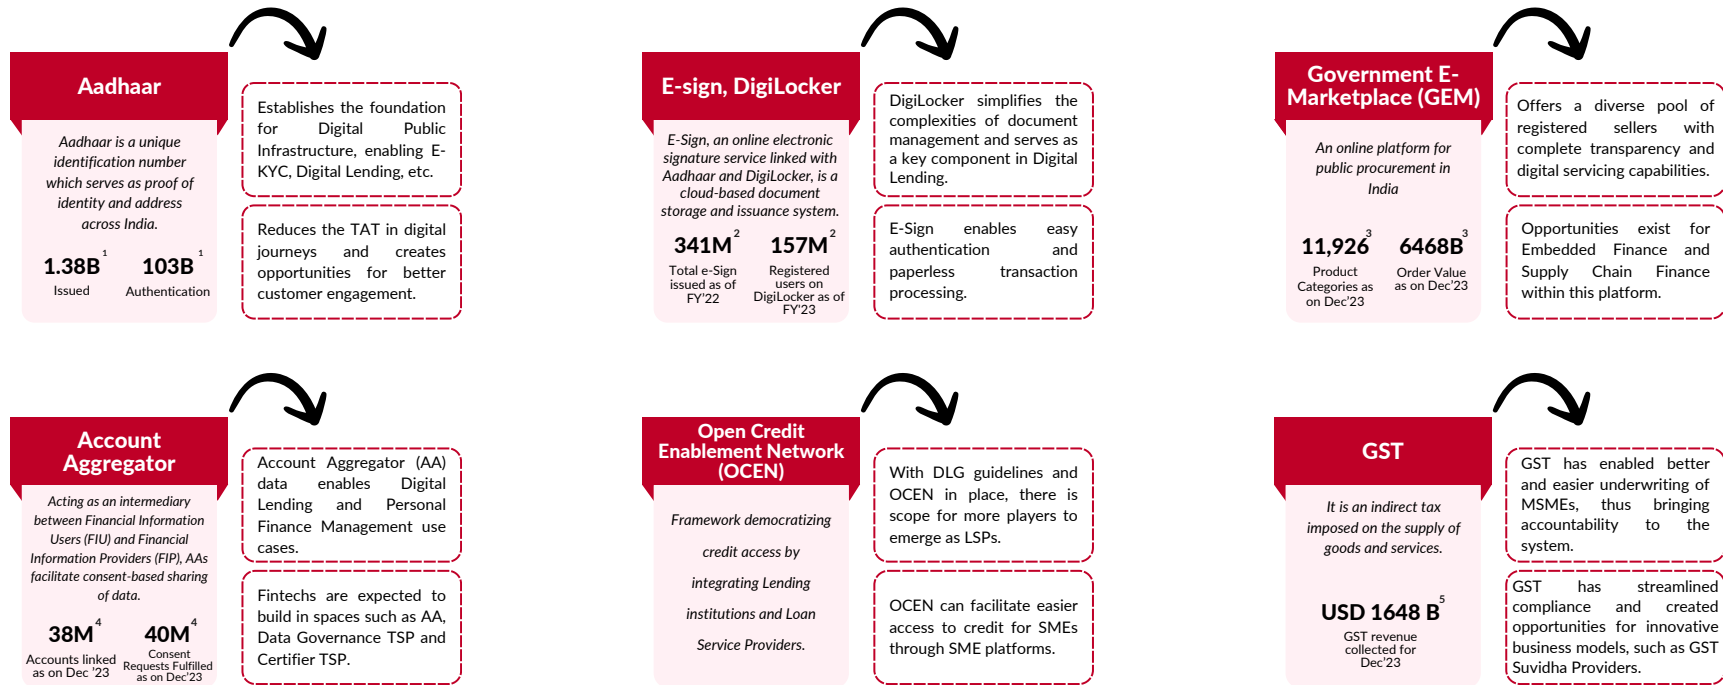 Aadhaar
Aadhaar is a unique
identification number
which serves as proof of
identity and address
across India.
1.38B 1
Issued
103B 1
Authentication
Establishes the foundation
for Digital Public
Infrastructure, enabling E-
KYC, Digital Lending, etc.
Reduces the TAT in digital
journeys and creates
opportunities for better
customer engagement.
E-sign, DigiLocker
E-Sign, an online electronic
signature service linked with
Aadhaar and DigiLocker, is a
cloud-based document
storage and issuance system.
341M 2
Total e-Sign
issued as of
FY'22
157M 2
Registered
users on
DigiLocker as of
FY'23
DigiLocker simplifies the
complexities of document
management and serves as
a key component in Digital
Lending.
E-Sign enables easy
authentication and
paperless transaction
processing.
Government E-
Marketplace (GEM)
An online platform for
public procurement in
India
11,926 3
Product
Categories as
on Dec'23
6468B 3
Order Value
as on Dec'23
Offers a diverse pool of
registered sellers with
complete transparency and
digital servicing capabilities.
Opportunities exist for
Embedded Finance and
Supply Chain Finance
within this platform.
Account
Aggregator
Acting as an intermediary
between Financial Information
Users (FIU) and Financial
Information Providers (FIP), AAs
facilitate consent-based sharing
of data.
38M 4
Accounts linked
as on Dec '23
40M 4
Consent
Requests Fulfilled
as on Dec'23
Account Aggregator (AA)
data enables Digital
Lending and Personal
Finance Management use
cases.
Fintechs are expected to
build in spaces such as AA,
Data Governance TSP and
Certifier TSP.
Open Credit
Enablement Network
(OCEN)
Framework democratizing
credit access by
integrating Lending
institutions and Loan
Service Providers.
With DLG guidelines and
OCEN in place, there is
scope for more players to
emerge as LSPs.
OCEN can facilitate easier
access to credit for SMEs
through SME platforms.
GST
It is an indirect tax
imposed on the supply of
goods and services.
USD 1648 B 5
GST revenue
collected for
Dec'23
GST has enabled better
and easier underwriting of
MSMEs, thus bringing
accountability to the
system.
GST has streamlined
compliance and created
opportunities for innovative
business models, such as GST
Suvidha Providers.